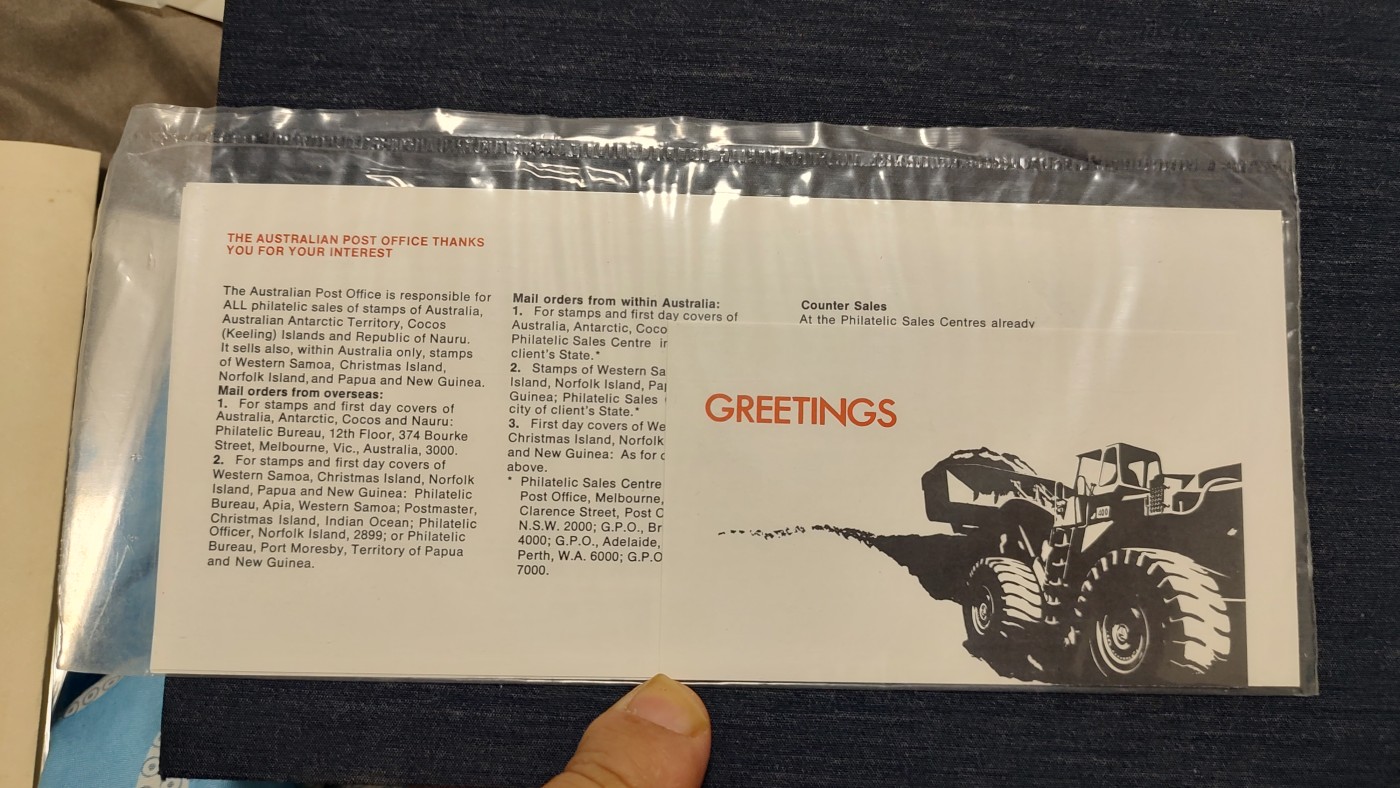 THE AUSTRALIAN POST OFFICE THANKS
YOU FOR YOUR INTEREST
The Australian Post Office is responsible for
ALL philatelic sales of stamps of Australia,
Australian Antarctic Territory, Cocos
(Keeling) Islands and Republic of Nauru.
It sells also, within Australia only, stamps
of Western Samoa, Christmas Island,
Norfolk Island, and Papua and New Guinea.
Mail orders from overseas:
1. For stamps and first day covers of
Australia, Antarctic, Cocos and Nauru:
Philatelic Bureau, 12th Floor, 374 Bourke
Street, Melbourne, Vic., Australia, 3000.
2. For stamps and first day covers of
Western Samoa, Christmas Island, Norfolk
Island, Papua and New Guinea: Philatelic
Bureau, Apia, Western Samoa; Postmaster,
Christmas Island, Indian Ocean; Philatelic
Officer, Norfolk Island, 2899; or Philatelic
Bureau, Port Moresby, Territory of Papua
and New Guinea.
Mail orders from within Australia:
1. For stamps and first day covers of
Australia, Antarctic, Coco
Philatelic Sales Centre in
client's State.*
2. Stamps of Western Sa
Island, Norfolk Island, Pap
Guinea; Philatelic Sales
city of client's State.*
3. First day covers of We
Christmas Island, Norfolk
and New Guinea: As for
above.
* Philatelic Sales Centre
Post Office, Melbourne,
Clarence Street, Post O
N.S.W. 2000; G.P.O., Br
4000; G.P.O., Adelaide,
Perth, W.A. 6000; G.P.O
7000.
Counter Sales
At the Philatelic Sales Centres already
GREETINGS
400